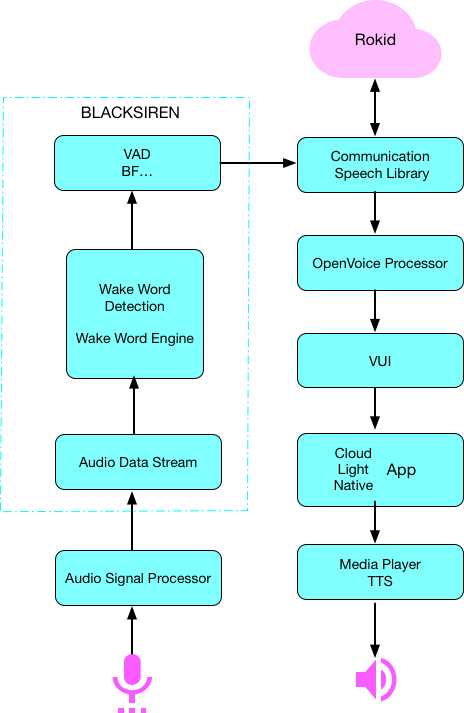 Rokid
BLACKSIREN
VAD
BF...
Communication
Speech Library
OpenVoice Processor
Wake Word
Detection
Wake Word Engine
VUI
Cloud
Light
Native
App
Audio Data Stream
Audio Signal Processor
Media Player
TTS